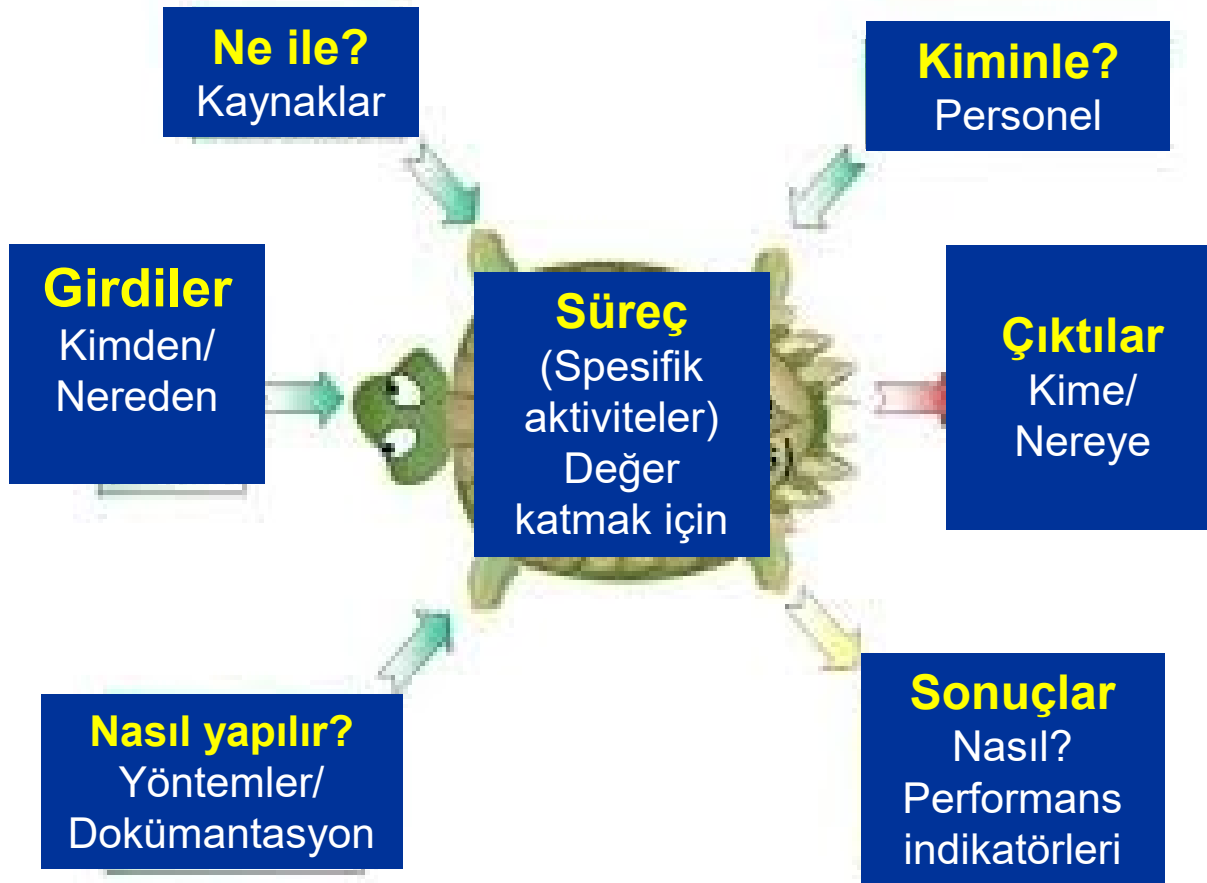 Ne ile?
Kaynaklar
Kiminle?
Personel
Girdiler
Kimden/
Nereden
Süreç
(Spesifik
aktiviteler)
Değer
katmak için
Çıktılar
Kime/
Nereye
Nasıl yapılır?
Yöntemler/
Dokümantasyon
Sonuçlar
Nasıl?
Performans
indikatörleri